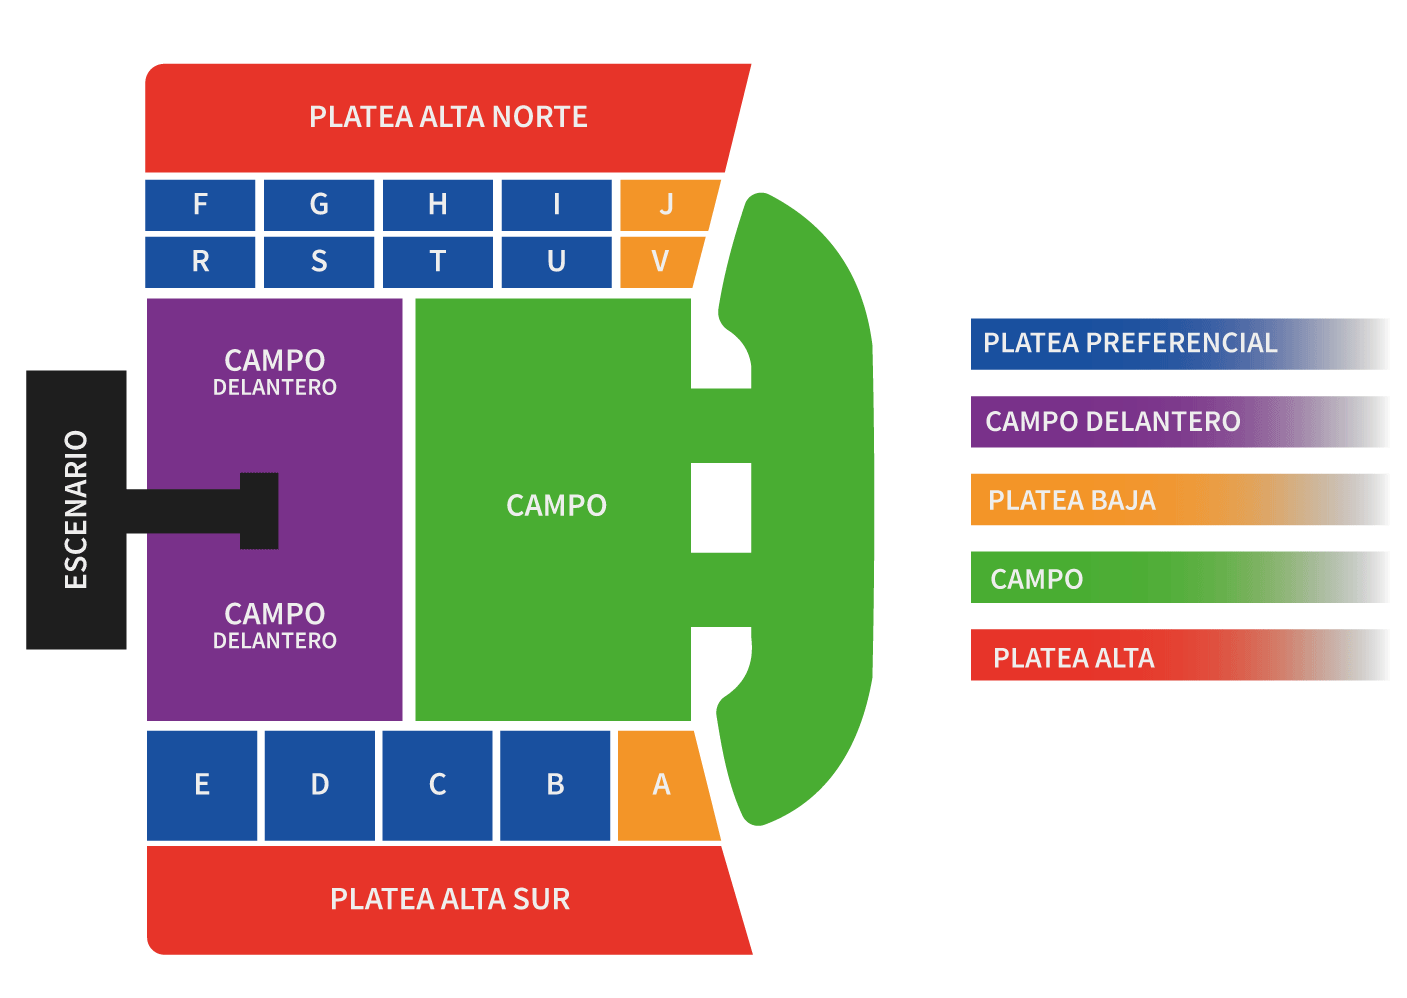 PLATEA ALTA NORTE
F G H I J
R S T U V
CAMPO
DELANTERO
ESCENARIO
CAMPO
CAMPO
DELANTERO
E D C B A
PLATEA ALTA SUR
PLATEA PREFERENCIAL
CAMPO DELANTERO
PLATEA BAJA
CAMPO
PLATEA ALTA